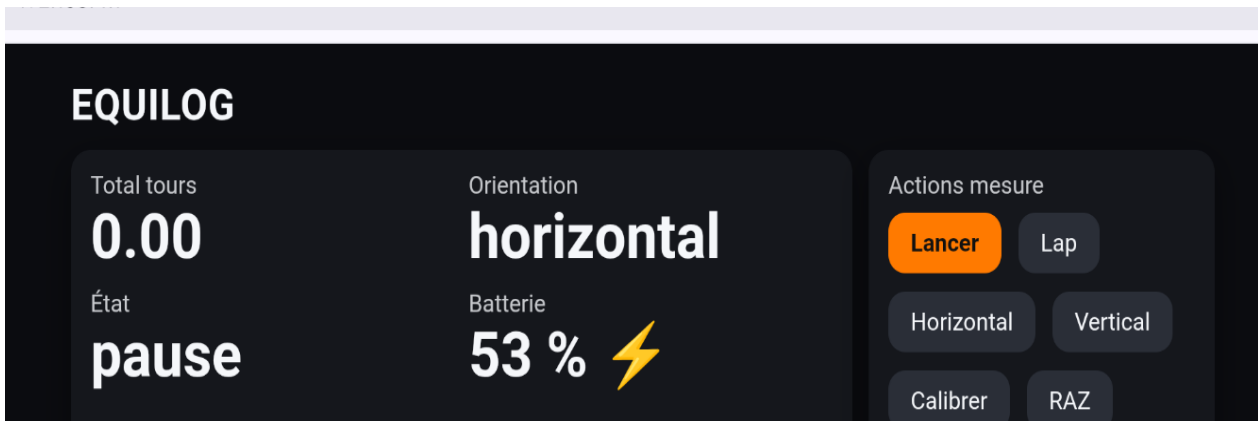 EQUILOG
Total tours
0.00
Orientation
horizontal
État
pause
Batterie
53 % ⚡
Actions mesure
Lancer Lap
Horizontal Vertical
Calibrer RAZ